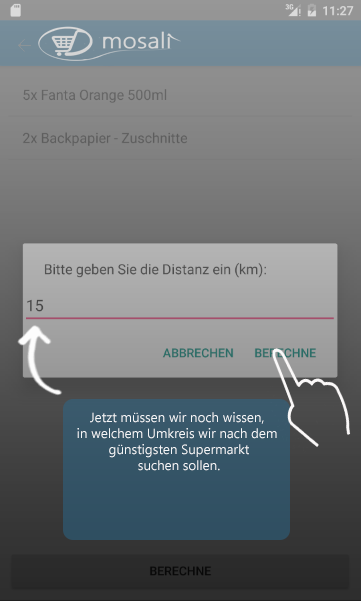 3G 11:27
mosali
5x Fanta Orange 500ml
2x Backpapier - Zuschnitte
Bitte geben Sie die Distanz ein (km):
15
ABBRECHEN BERECHNE
Jetzt müssen wir noch wissen,
in welchem Umkreis wir nach dem
günstigsten Supermarkt
suchen sollen.
BERECHNE